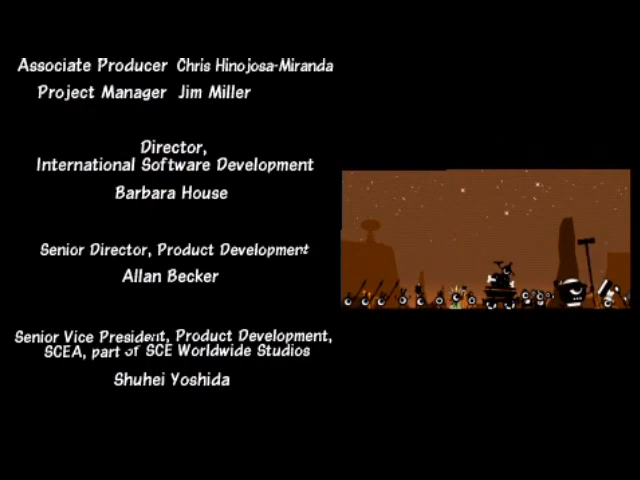 Associate Producer Chris Hinojosa-Miranda
Project Manager Jim Miller
Director,
International Software Development
Barbara House
Senior Director, Product Development
Allan Becker
Senior Vice President, Product Development,
SCEA, part of SCE Worldwide Studios
Shuhei Yoshida